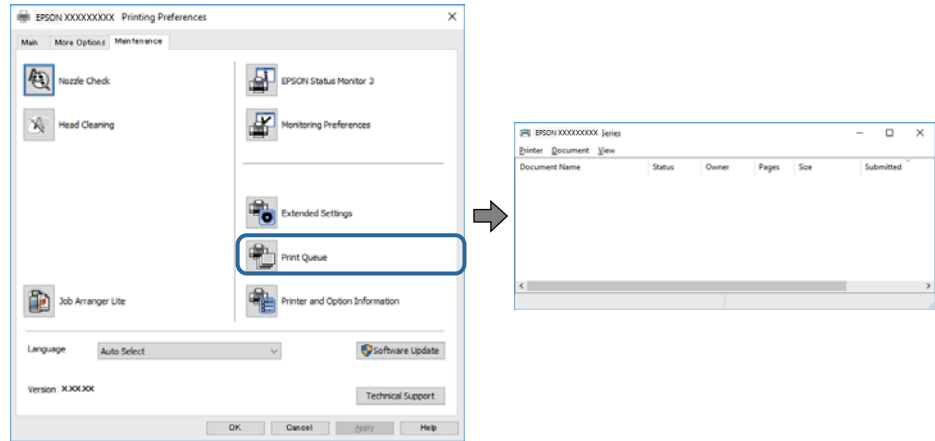 EPSON XXXXXXXXX Printing Preferences
Main More Options Maintenance
Nozzle Check
EPSON Status Monitor 3
Head Cleaning
Monitoring Preferences
Extended Settings
Print Queue
Job Arranger Lite
Printer and Option Information
Language Auto Select
Software Update
Version X.XX.XX
Technical Support
OK Cancel Apply Help
EPSON XXXXXXXXX Series
Printer Document View
Document Name Status Owner Pages Size Submitted